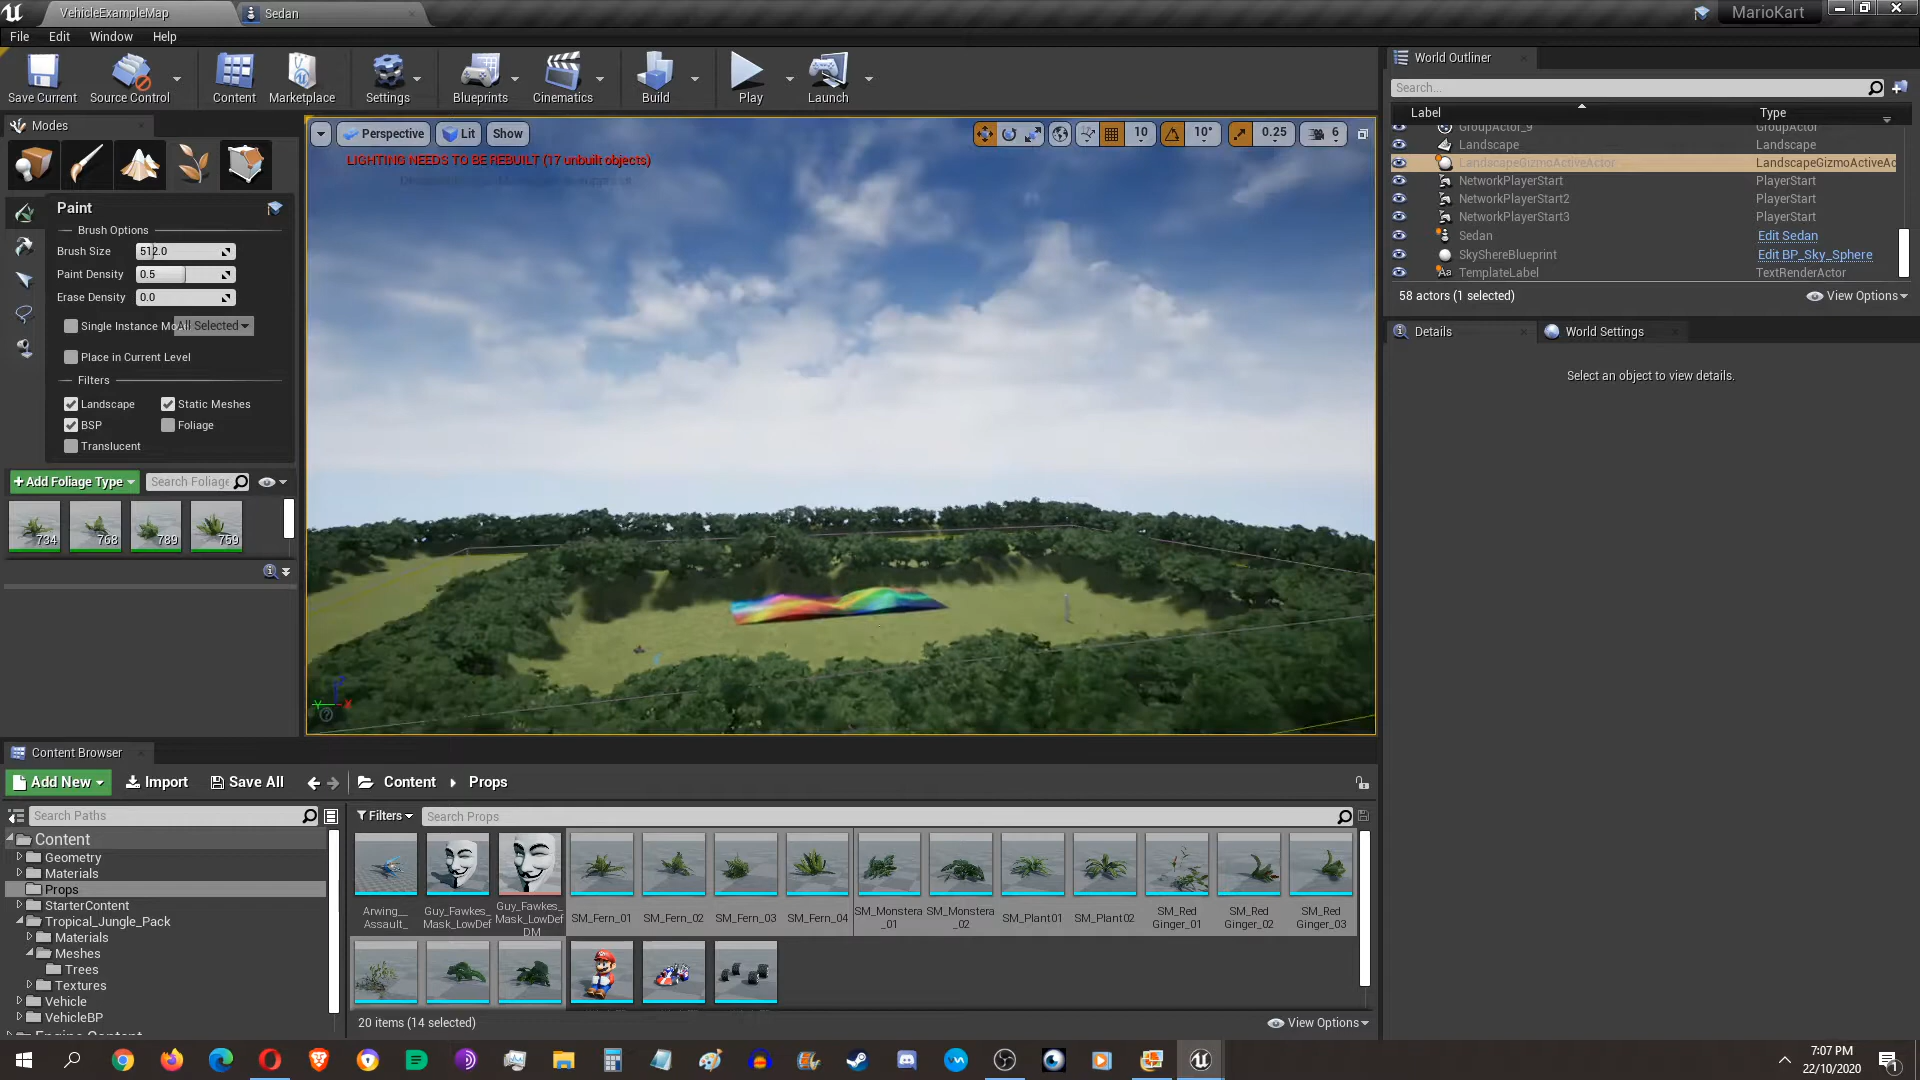 VehicleExampleMap
Sedan
MarioKart
File Edit Window Help
Save Current
Source Control
Content
Marketplace
Settings
Blueprints
Cinematics
Build
Play
Launch
Modes
Paint
Brush Options
Brush Size 512.0
Paint Density 0.5
Erase Density 0.0
Single Instance Mo All Selected
Place in Current Level
Filters
Landscape Static Meshes
BSP Foliage
Translucent
+Add Foliage Type Search Foliage
734 768 789 759
Perspective Lit Show
10 10° 0.25 6
LIGHTING NEEDS TO BE REBUILT (17 unbuilt objects)
World Outliner
Search...
Label Type
GroupActor_9 GroupActor
Landscape Landscape
LandscapeGizmoActiveActor LandscapeGizmoActiveAc
NetworkPlayerStart PlayerStart
NetworkPlayerStart2 PlayerStart
NetworkPlayerStart3 PlayerStart
Sedan Edit Sedan
SkyShereBlueprint Edit BP_Sky_Sphere
TemplateLabel TextRenderActor
58 actors (1 selected) View Options
Details World Settings
Select an object to view details.
Content Browser
Add New Import Save All Content Props
Search Paths
Filters Search Props
Content
Geometry
Materials
Props
StarterContent
Tropical_Jungle_Pack
Materials
Meshes
Trees
Textures
Vehicle
VehicleBP
Arwing__
Assault_
Guy_Fawkes_
Mask_LowDef
Guy_Fawkes_
Mask_LowDef
DM
SM_Fern_01
SM_Fern_02
SM_Fern_03
SM_Fern_04
SM_Monstera
_01
SM_Monstera
_02
SM_Plant01
SM_Plant02
SM_Red
Ginger_01
SM_Red
Ginger_02
SM_Red
Ginger_03
20 items (14 selected) View Options
7:07 PM
22/10/2020
1